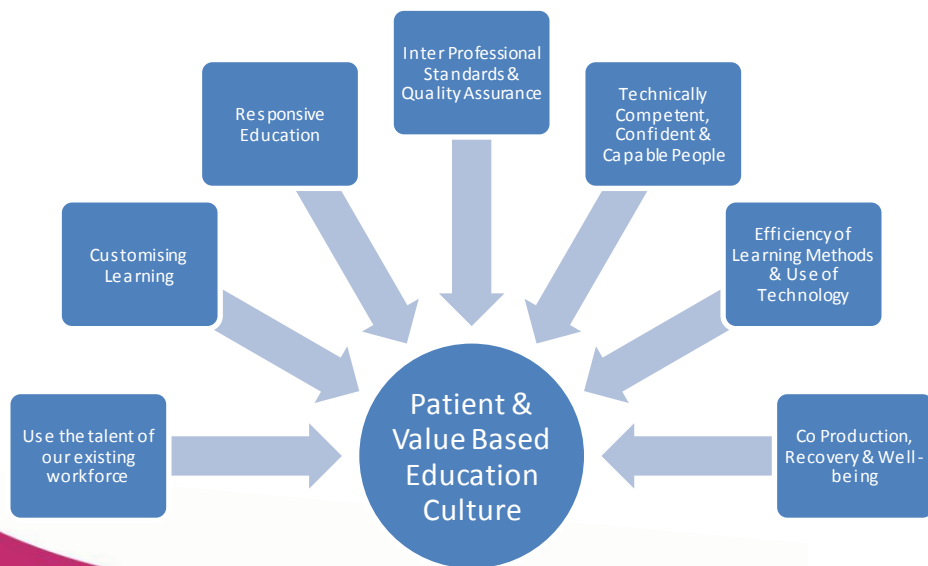 Inter Professional
Standards &
Quality Assurance
Responsive
Education
Technically
Competent,
Confident &
Capable People
Customising
Learning
Efficiency of
Learning Methods
& Use of
Technology
Use the talent of
our existing
workforce
Patient &
Value Based
Education
Culture
Co Production,
Recovery & Well-
being